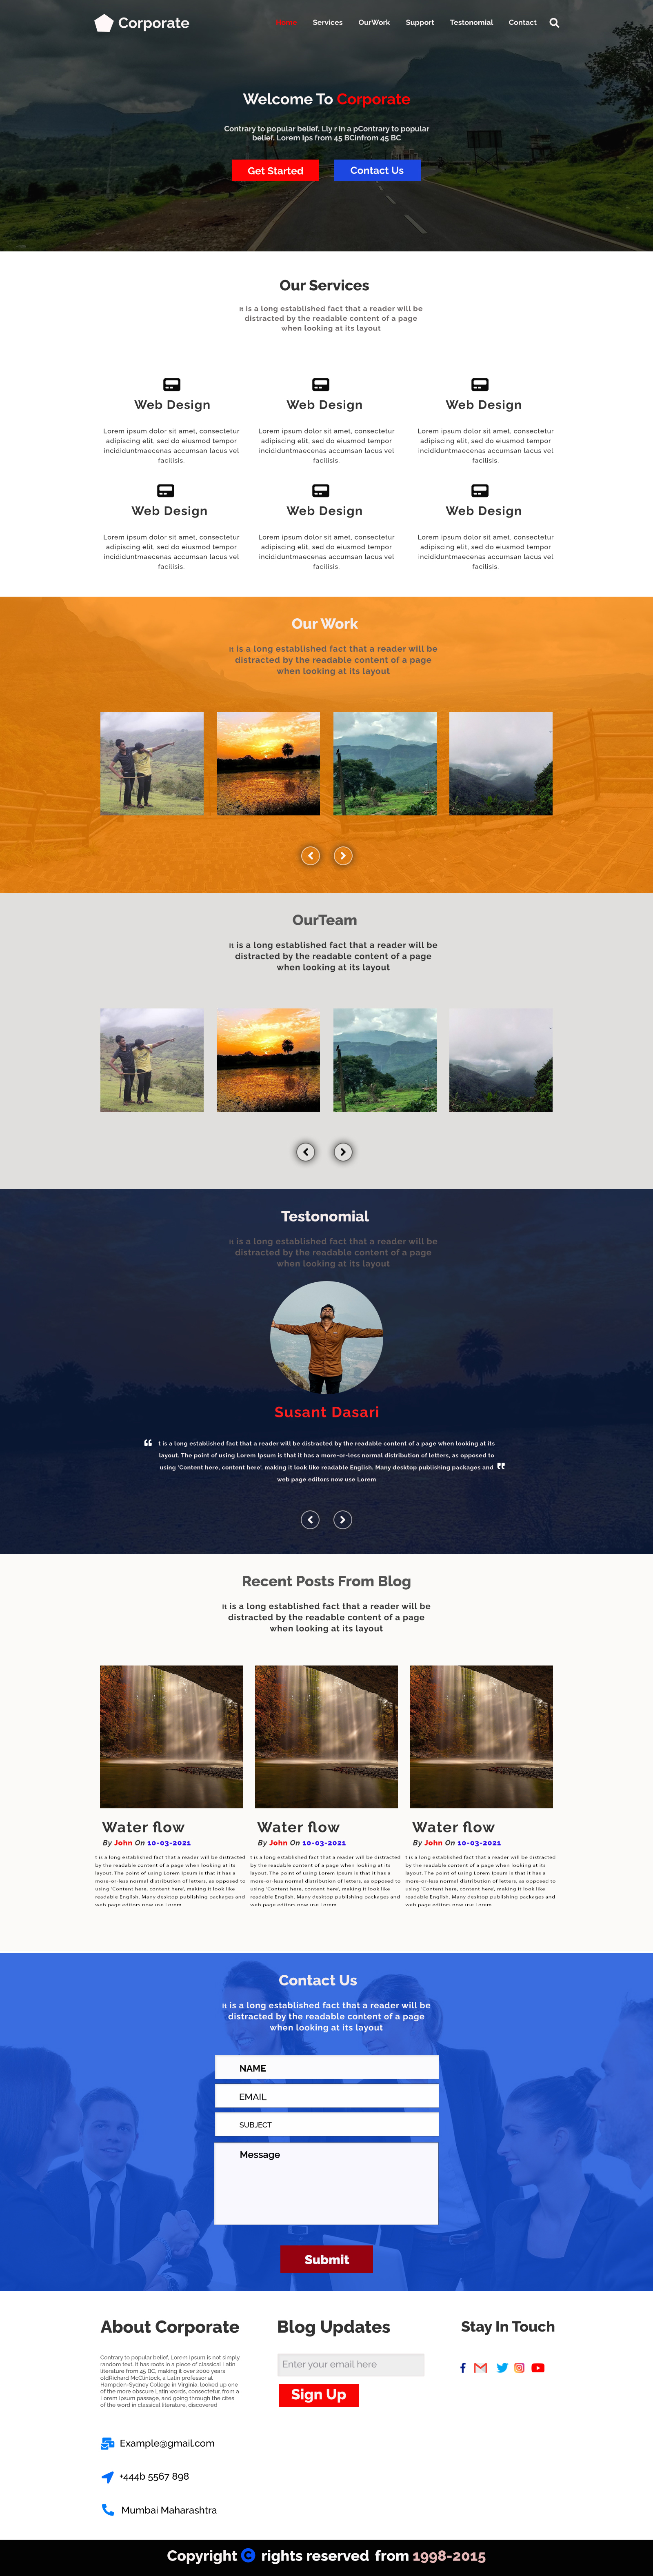 Corporate
Home Services OurWork Support Testonomial Contact
Welcome To Corporate
Contrary to popular belief, Lly r in a pContrary to popular
belief, Lorem Ips from 45 BCinfrom 45 BC
Get Started Contact Us
Our Services
It is a long established fact that a reader will be
distracted by the readable content of a page
when looking at its layout
Web Design Web Design Web Design
Lorem ipsum dolor sit amet, consectetur
adipiscing elit, sed do eiusmod tempor
incididuntmaecenas accumsan lacus vel
facilisis.
Lorem ipsum dolor sit amet, consectetur
adipiscing elit, sed do eiusmod tempor
incididuntmaecenas accumsan lacus vel
facilisis.
Lorem ipsum dolor sit amet, consectetur
adipiscing elit, sed do eiusmod tempor
incididuntmaecenas accumsan lacus vel
facilisis.
Web Design Web Design Web Design
Lorem ipsum dolor sit amet, consectetur
adipiscing elit, sed do eiusmod tempor
incididuntmaecenas accumsan lacus vel
facilisis.
Lorem ipsum dolor sit amet, consectetur
adipiscing elit, sed do eiusmod tempor
incididuntmaecenas accumsan lacus vel
facilisis.
Lorem ipsum dolor sit amet, consectetur
adipiscing elit, sed do eiusmod tempor
incididuntmaecenas accumsan lacus vel
facilisis.
Our Work
It is a long established fact that a reader will be
distracted by the readable content of a page
when looking at its layout
OurTeam
It is a long established fact that a reader will be
distracted by the readable content of a page
when looking at its layout
Testonomial
It is a long established fact that a reader will be
distracted by the readable content of a page
when looking at its layout
Susant Dasari
“ t is a long established fact that a reader will be distracted by the readable content of a page when looking at its
layout. The point of using Lorem Ipsum is that it has a more-or-less normal distribution of letters, as opposed to
using 'Content here, content here', making it look like readable English. Many desktop publishing packages and ”
web page editors now use Lorem
Recent Posts From Blog
It is a long established fact that a reader will be
distracted by the readable content of a page
when looking at its layout
Water flow
By John On 10-03-2021
t is a long established fact that a reader will be distracted
by the readable content of a page when looking at its
layout. The point of using Lorem Ipsum is that it has a
more-or-less normal distribution of letters, as opposed to
using 'Content here, content here', making it look like
readable English. Many desktop publishing packages and
web page editors now use Lorem
Water flow
By John On 10-03-2021
t is a long established fact that a reader will be distracted
by the readable content of a page when looking at its
layout. The point of using Lorem Ipsum is that it has a
more-or-less normal distribution of letters, as opposed to
using 'Content here, content here', making it look like
readable English. Many desktop publishing packages and
web page editors now use Lorem
Water flow
By John On 10-03-2021
t is a long established fact that a reader will be distracted
by the readable content of a page when looking at its
layout. The point of using Lorem Ipsum is that it has a
more-or-less normal distribution of letters, as opposed to
using 'Content here, content here', making it look like
readable English. Many desktop publishing packages and
web page editors now use Lorem
Contact Us
It is a long established fact that a reader will be
distracted by the readable content of a page
when looking at its layout
NAME
EMAIL
SUBJECT
Message
Submit
About Corporate
Contrary to popular belief, Lorem Ipsum is not simply
random text. It has roots in a piece of classical Latin
literature from 45 BC, making it over 2000 years
oldRichard McClintock, a Latin professor at
Hampden-Sydney College in Virginia, looked up one
of the more obscure Latin words, consectetur, from a
Lorem Ipsum passage, and going through the cites
of the word in classical literature, discovered
Example@gmail.com
+444b 5567 898
Mumbai Maharashtra
Blog Updates
Enter your email here
Sign Up
Stay In Touch
Copyright © rights reserved from 1998-2015